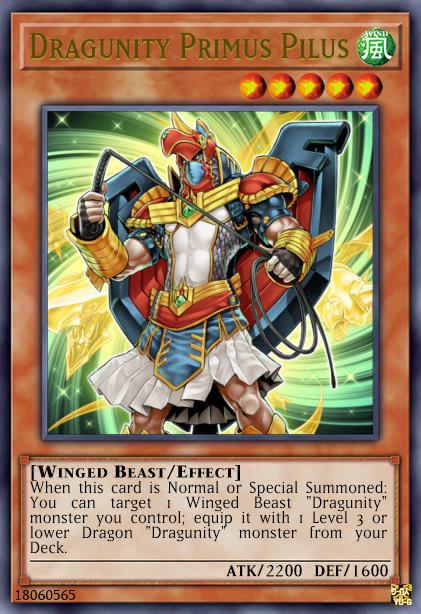 DRAGUNITY PRIMUS PILUS
WIND
風
[WINGED BEAST/EFFECT]
When this card is Normal or Special Summoned:
You can target 1 Winged Beast "Dragunity"
monster you control; equip it with 1 Level 3 or
lower Dragon "Dragunity" monster from your
Deck.
ATK/2200 DEF/1600
18060565